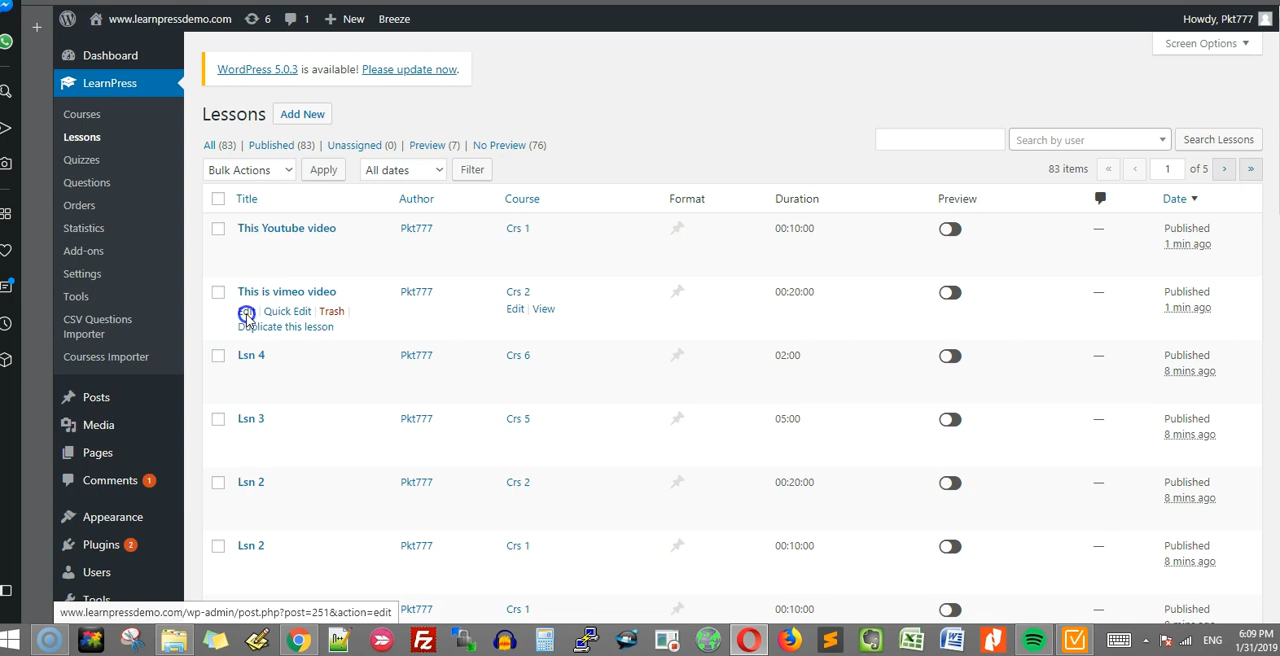 www.learnpressdemo.com 6 1 New Breeze Howdy, Pkt777
Screen Options
Dashboard
LearnPress
Courses
Lessons
Quizzes
Questions
Orders
Statistics
Add-ons
Settings
Tools
CSV Questions
Importer
Coursess Importer
Posts
Media
Pages
Comments 1
Appearance
Plugins 2
Users
Tools
WordPress 5.0.3 is available! Please update now.
Lessons Add New
All (83) | Published (83) | Unassigned (0) | Preview (7) | No Preview (76)
Search by user Search Lessons
Bulk Actions Apply All dates Filter 83 items « ‹ 1 of 5 › »
Title Author Course Format Duration Preview Date
This Youtube video Pkt777 Crs 1 00:10:00 — Published
1 min ago
This is vimeo video Pkt777 Crs 2 00:20:00 — Published
Edit | Quick Edit | Trash | Edit | View 1 min ago
Duplicate this lesson
Lsn 4 Pkt777 Crs 6 02:00 — Published
8 mins ago
Lsn 3 Pkt777 Crs 5 05:00 — Published
8 mins ago
Lsn 2 Pkt777 Crs 2 00:20:00 — Published
8 mins ago
Lsn 2 Pkt777 Crs 1 00:10:00 — Published
8 mins ago
Pkt777 Crs 1 00:10:00 — Published
www.learnpressdemo.com/wp-admin/post.php?post=251&action=edit
ENG 6:09 PM
1/31/2019